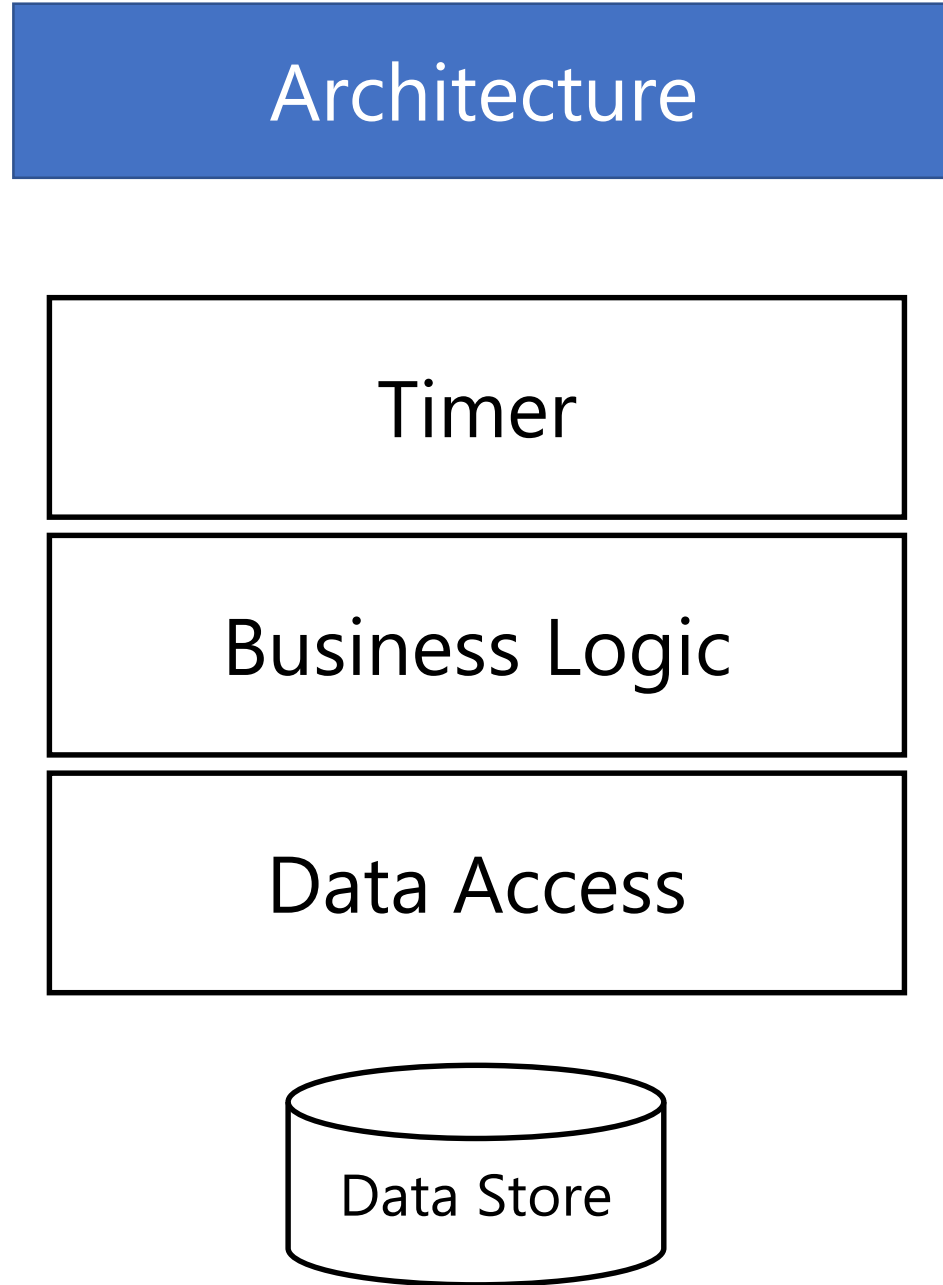 Architecture
Timer
Business Logic
Data Access
Data Store